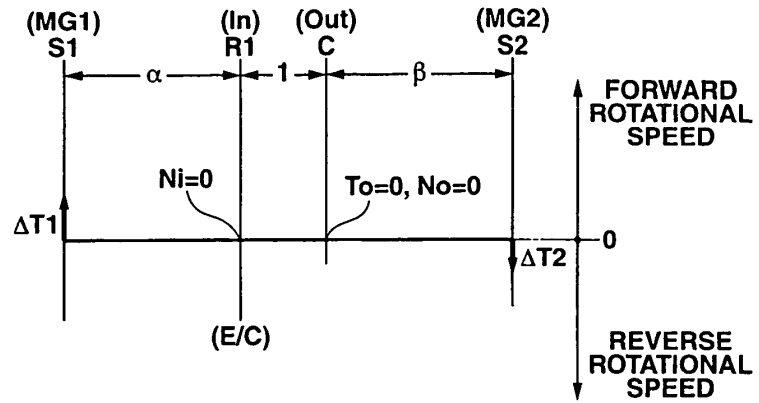 (MG1) (In) (Out) (MG2)
S1 R1 C S2
α 1 β
FORWARD
ROTATIONAL
SPEED
Ni=0
To=0, No=0
ΔT1
0
ΔT2
(E/C)
REVERSE
ROTATIONAL
SPEED